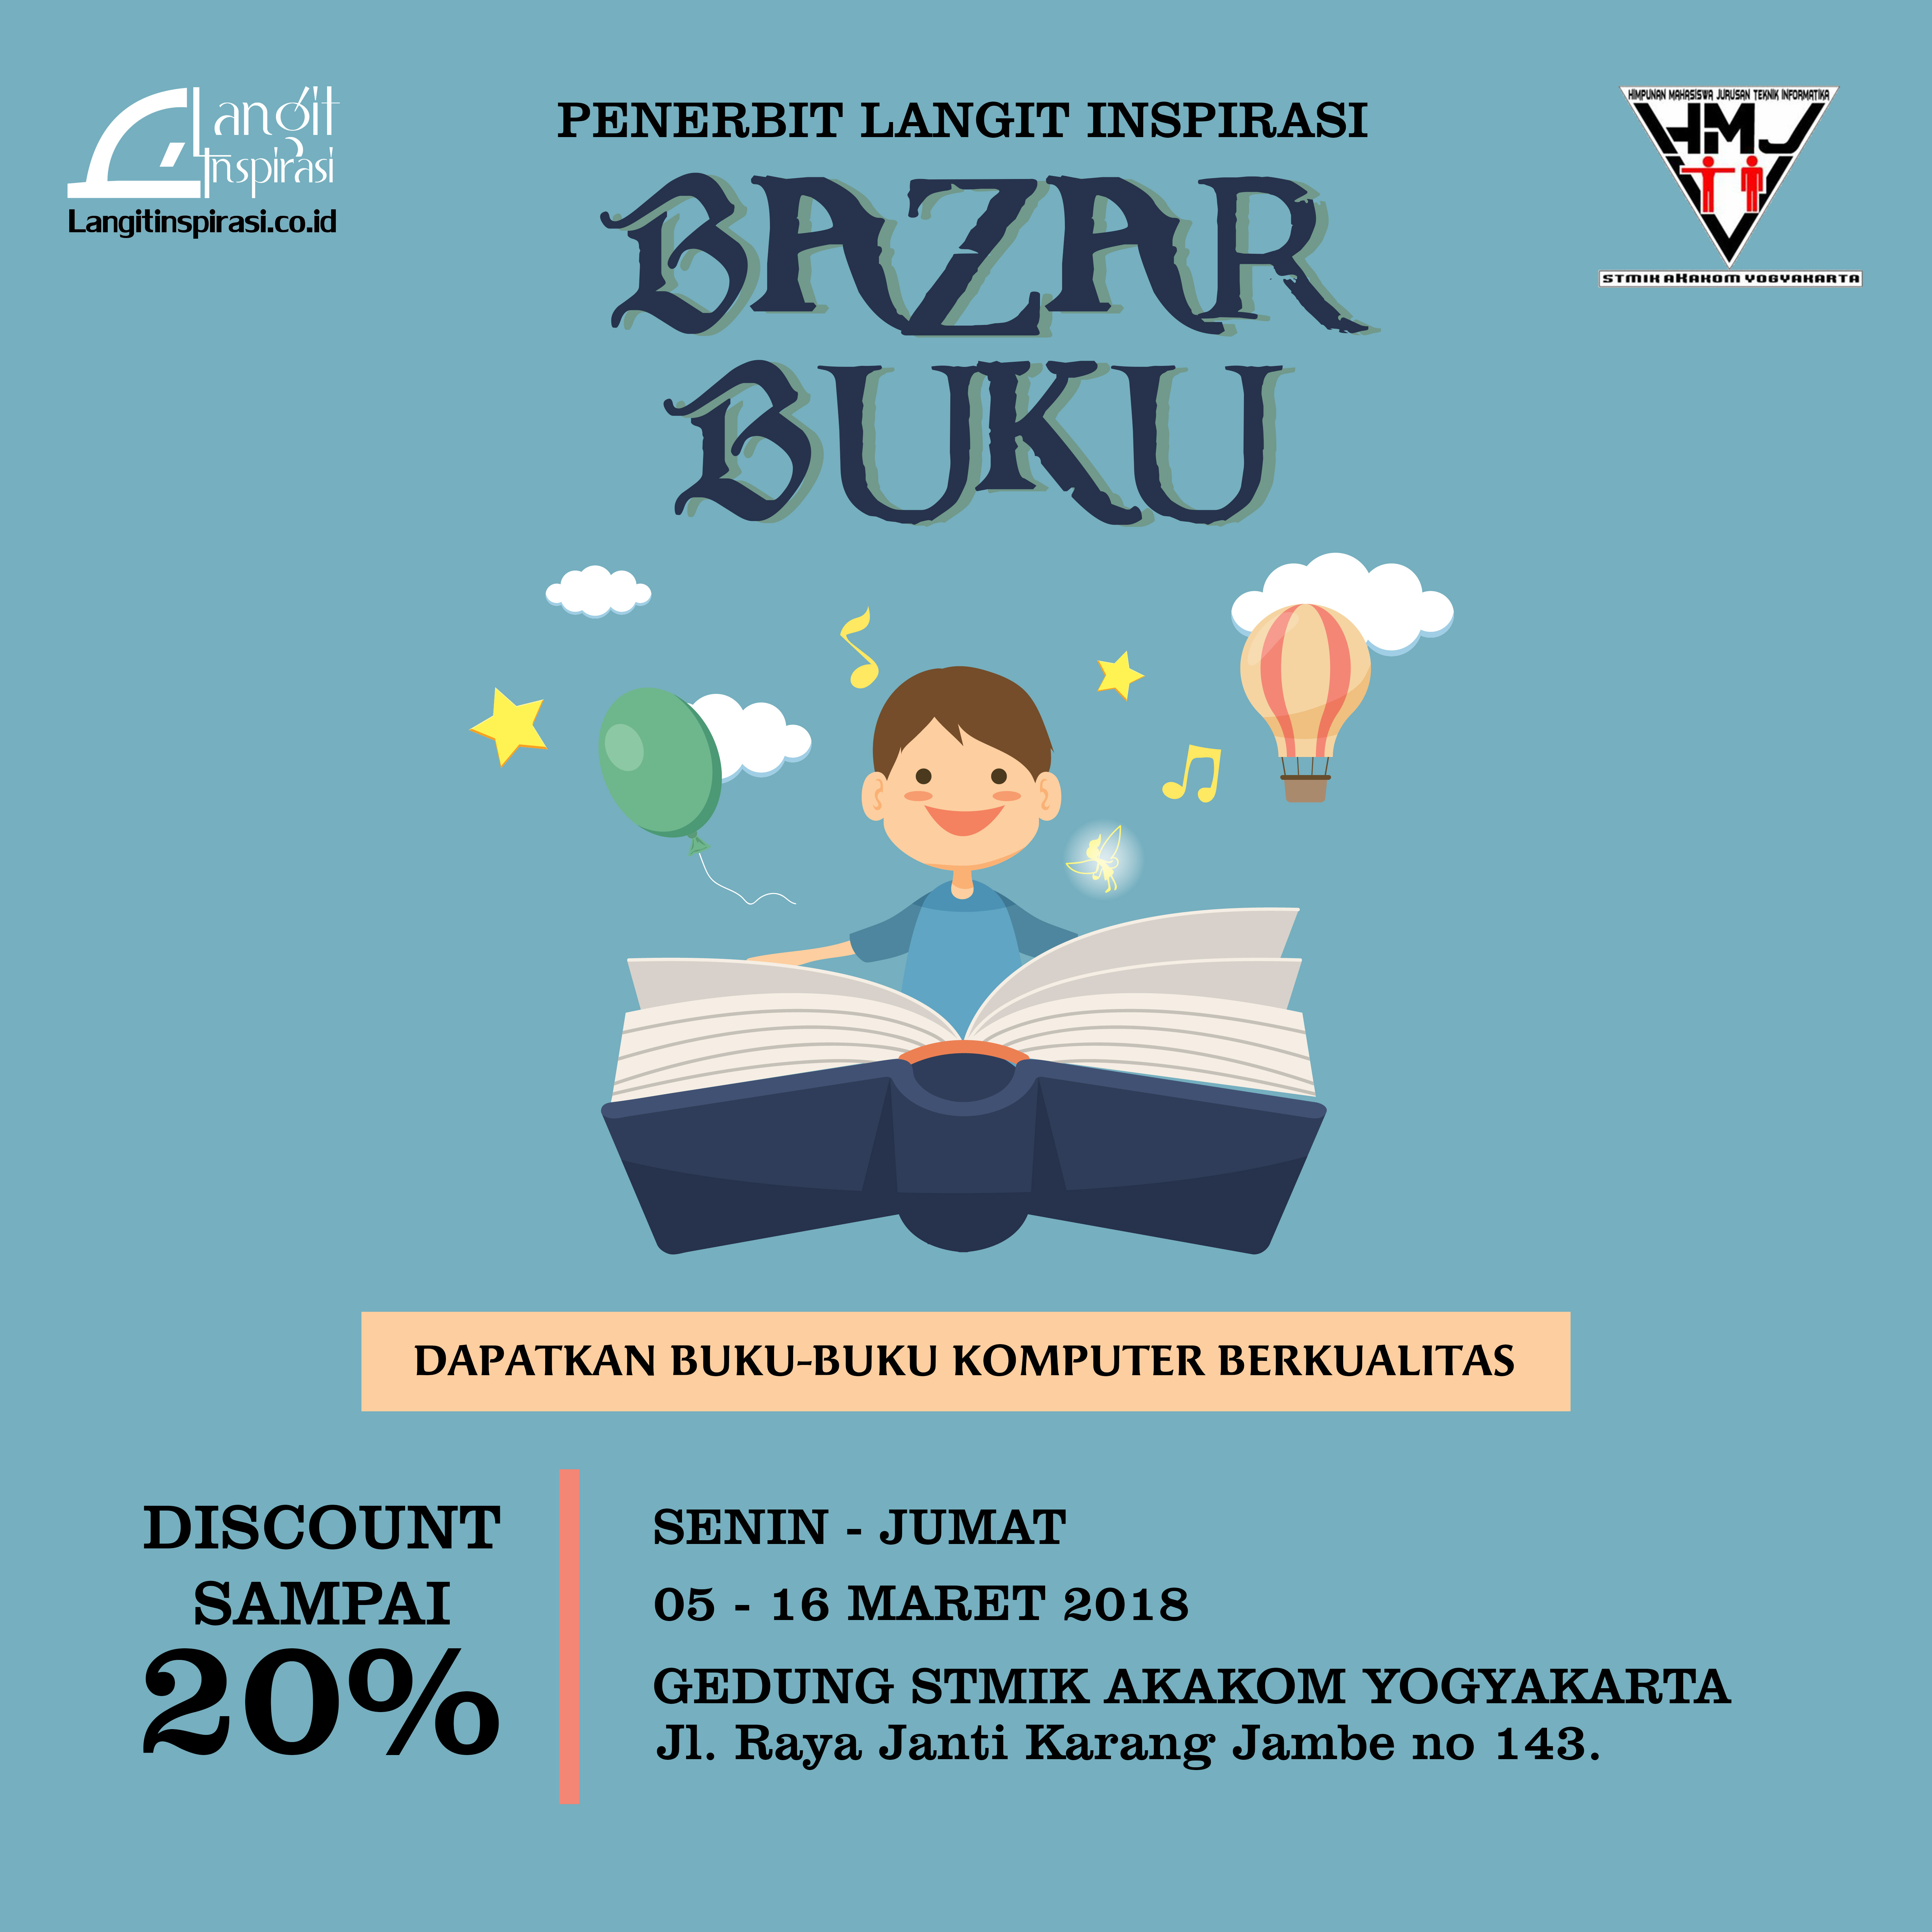 Langit
Inspirasi
Langitinspirasi.co.id
PENERBIT LANGIT INSPIRASI
BAZAR
BUKU
HIMPUNAN MAHASISWA JURUSAN TEKNIK INFORMATIKA
HMJ
TI
STMIK AKAKOM YOGYAKARTA
DAPATKAN BUKU-BUKU KOMPUTER BERKUALITAS
DISCOUNT
SAMPAI
20%
SENIN - JUMAT
05 - 16 MARET 2018
GEDUNG STMIK AKAKOM YOGYAKARTA
Jl. Raya Janti Karang Jambe no 143.